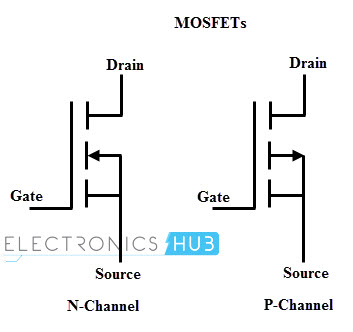 MOSFETs
Drain
Drain
Gate
Gate
ELECTRONICS HUB
Source
Source
N-Channel
P-Channel